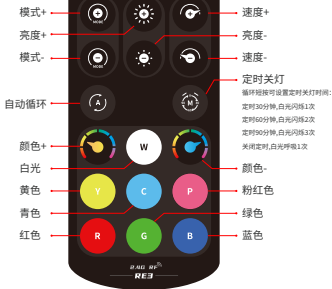 模式+
速度+
亮度+
亮度-
模式-
MODE
MODE
速度-
定时关灯
循环短按可设置定时关灯时间:
定时30分钟,白光闪烁1次
定时60分钟,白光闪烁2次
定时90分钟,白光闪烁3次
关闭定时,白光呼吸1次
自动循环
A
M
颜色+
W
颜色-
白光
黄色
Y
C
P
粉红色
青色
绿色
红色
R
G
B
蓝色
2.4G RF
RE3